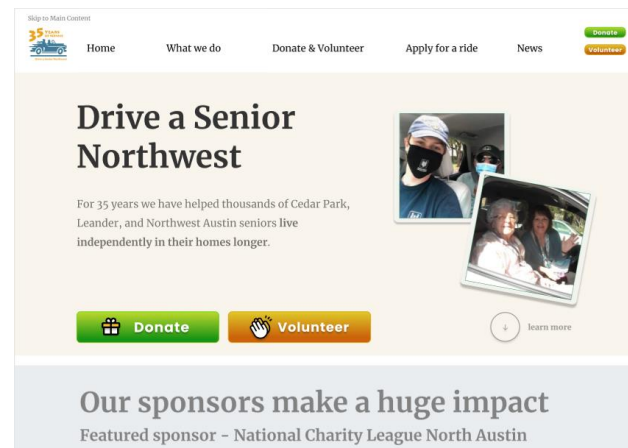 Skip to Main Content
35 YEARS
Home
What we do
Donate & Volunteer
Apply for a ride
News
Donate
Volunteer
Drive a Senior
Northwest
For 35 years we have helped thousands of Cedar Park,
Leander, and Northwest Austin seniors live
independently in their homes longer.
Donate
Volunteer
learn more
Our sponsors make a huge impact
Featured sponsor - National Charity League North Austin